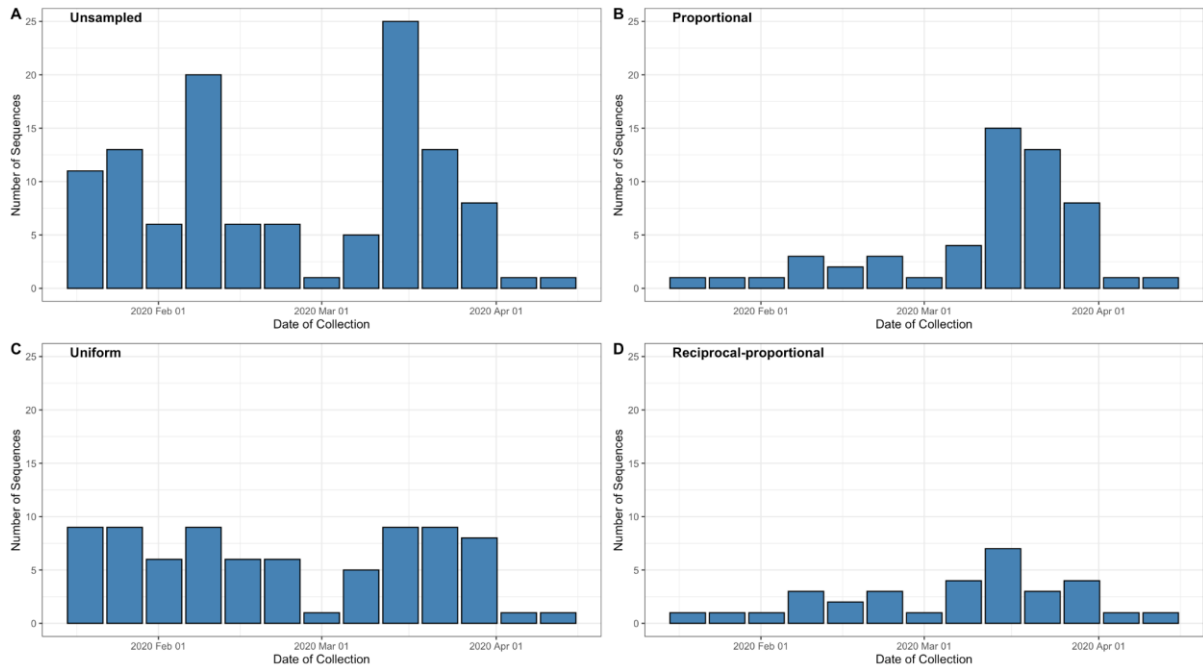 A Unsampled
25
20
15
10
5
0
Number of Sequences
2020 Feb 01 2020 Mar 01 2020 Apr 01
Date of Collection
B Proportional
25
20
15
10
5
0
Number of Sequences
2020 Feb 01 2020 Mar 01 2020 Apr 01
Date of Collection
C Uniform
25
20
15
10
5
0
Number of Sequences
2020 Feb 01 2020 Mar 01 2020 Apr 01
Date of Collection
D Reciprocal-proportional
25
20
15
10
5
0
Number of Sequences
2020 Feb 01 2020 Mar 01 2020 Apr 01
Date of Collection